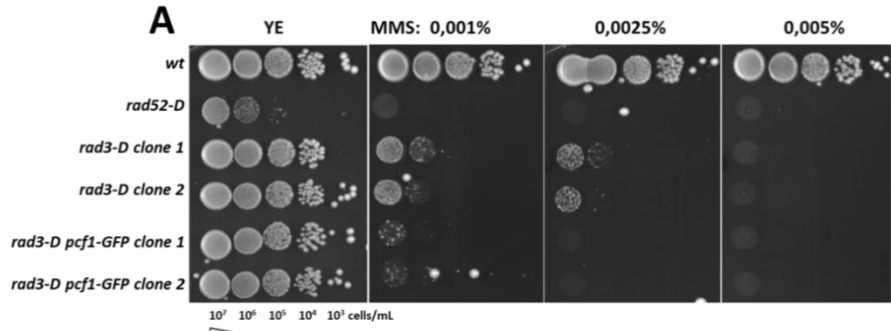 A
YE MMS: 0,001% 0,0025% 0,005%
wt
rad52-D
rad3-D clone 1
rad3-D clone 2
rad3-D pcf1-GFP clone 1
rad3-D pcf1-GFP clone 2
10⁷ 10⁶ 10⁵ 10⁴ 10³ cells/mL